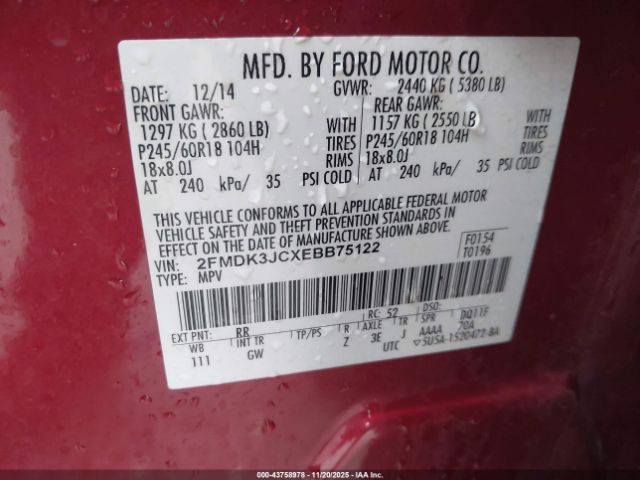 MFD. BY FORD MOTOR CO.
DATE: 12/14 GVWR: 2440 KG ( 5380 LB)
FRONT GAWR: REAR GAWR:
1297 KG ( 2860 LB) WITH 1157 KG ( 2550 LB) WITH
P245/60R18 104H TIRES P245/60R18 104H TIRES
18x8.0J RIMS 18x8.0J RIMS
AT 240 kPa/ 35 PSI COLD AT 240 kPa/ 35 PSI COLD
THIS VEHICLE CONFORMS TO ALL APPLICABLE FEDERAL MOTOR
VEHICLE SAFETY AND THEFT PREVENTION STANDARDS IN
EFFECT ON THE DATE OF MANUFACTURE SHOWN ABOVE.
VIN: 2FMDK3JCXEBB75122 F0154
TYPE: MPV T0196
RC: 52 DSO:
EXT PNT: RR
WB INT TR TP/PS R AXLE TR SPR DQ11F
111 GW Z 3E J AAAA 70A
UTC 5U5A-1520472-BA
000-43758978 - 11/20/2025 - IAA, Inc.